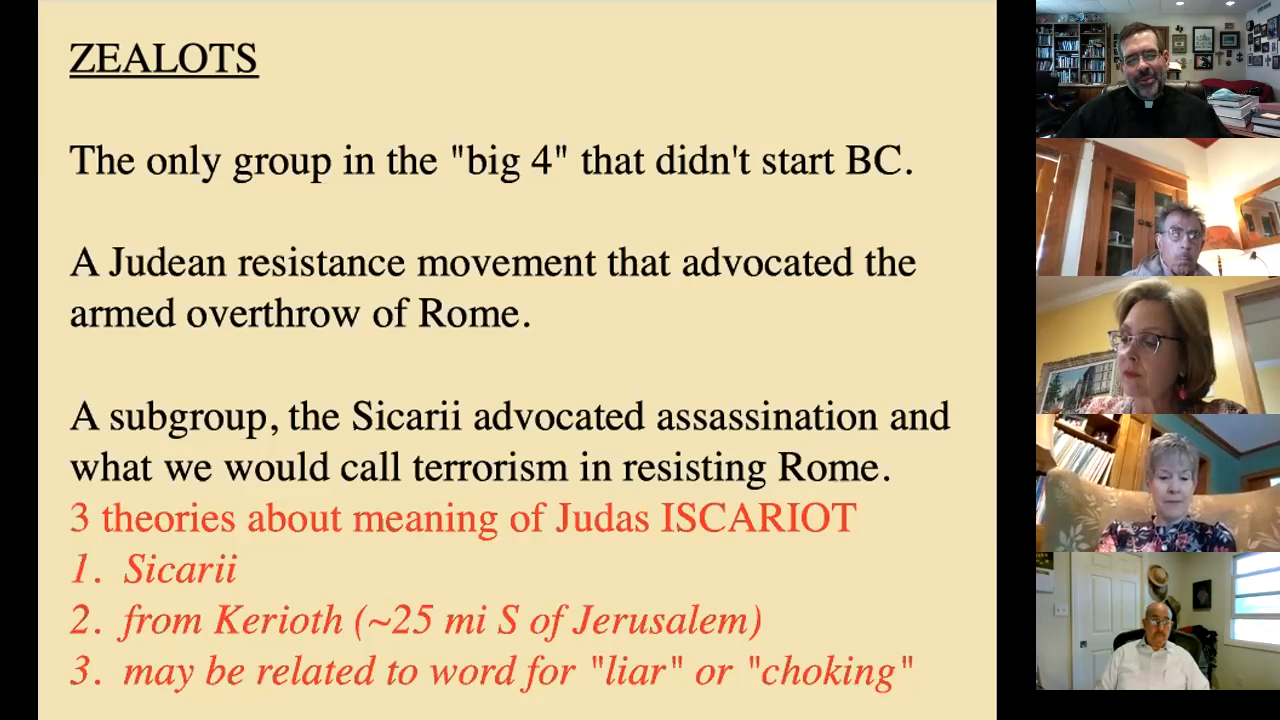 ZEALOTS
The only group in the "big 4" that didn't start BC.
A Judean resistance movement that advocated the
armed overthrow of Rome.
A subgroup, the Sicarii advocated assassination and
what we would call terrorism in resisting Rome.
3 theories about meaning of Judas ISCARIOT
1. Sicarii
2. from Kerioth (~25 mi S of Jerusalem)
3. may be related to word for "liar" or "choking"